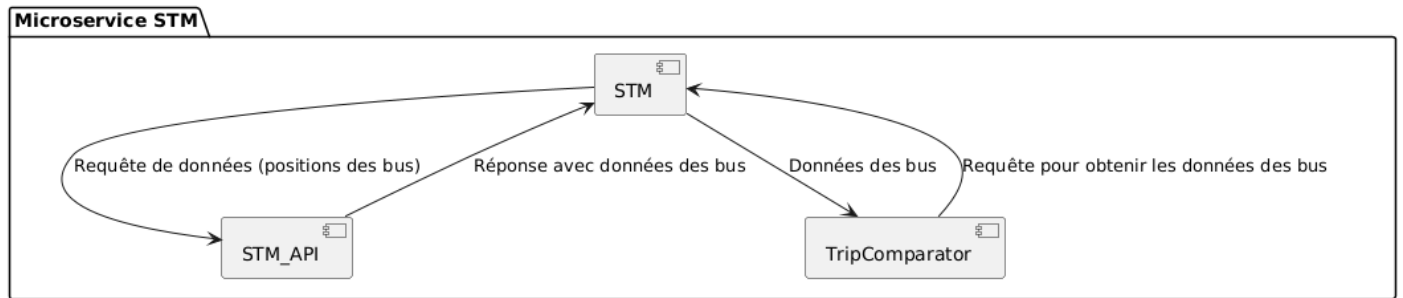 Microservice STM
STM
Requête de données (positions des bus)
Réponse avec données des bus
Données des bus
Requête pour obtenir les données des bus
STM_API
TripComparator